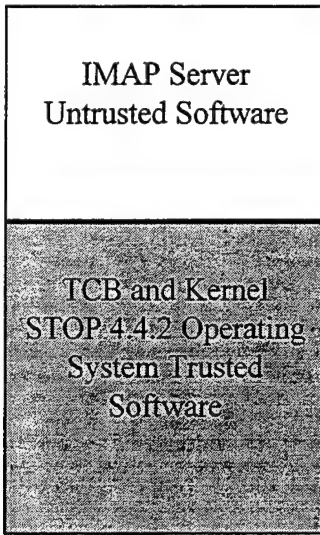 IMAP Server
Untrusted Software
TCB and Kernel
STOP 4.4.2 Operating
System Trusted
Software